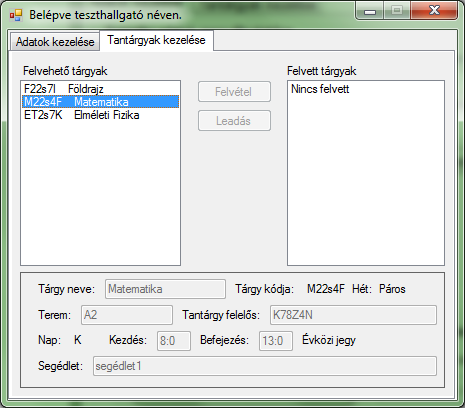 Belépve teszthallgató néven.
Adatok kezelése Tantárgyak kezelése
Felvehető tárgyak Felvett tárgyak
F22s7I Földrajz Felvétel Nincs felvett
M22s4F Matematika
ET2s7K Elméleti Fizika Leadás
Tárgy neve: Matematika Tárgy kódja: M22s4F Hét: Páros
Terem: A2 Tantárgy felelős: K78Z4N
Nap: K Kezdés: 8:0 Befejezés: 13:0 Évközi jegy
Segédlet: segédlet1